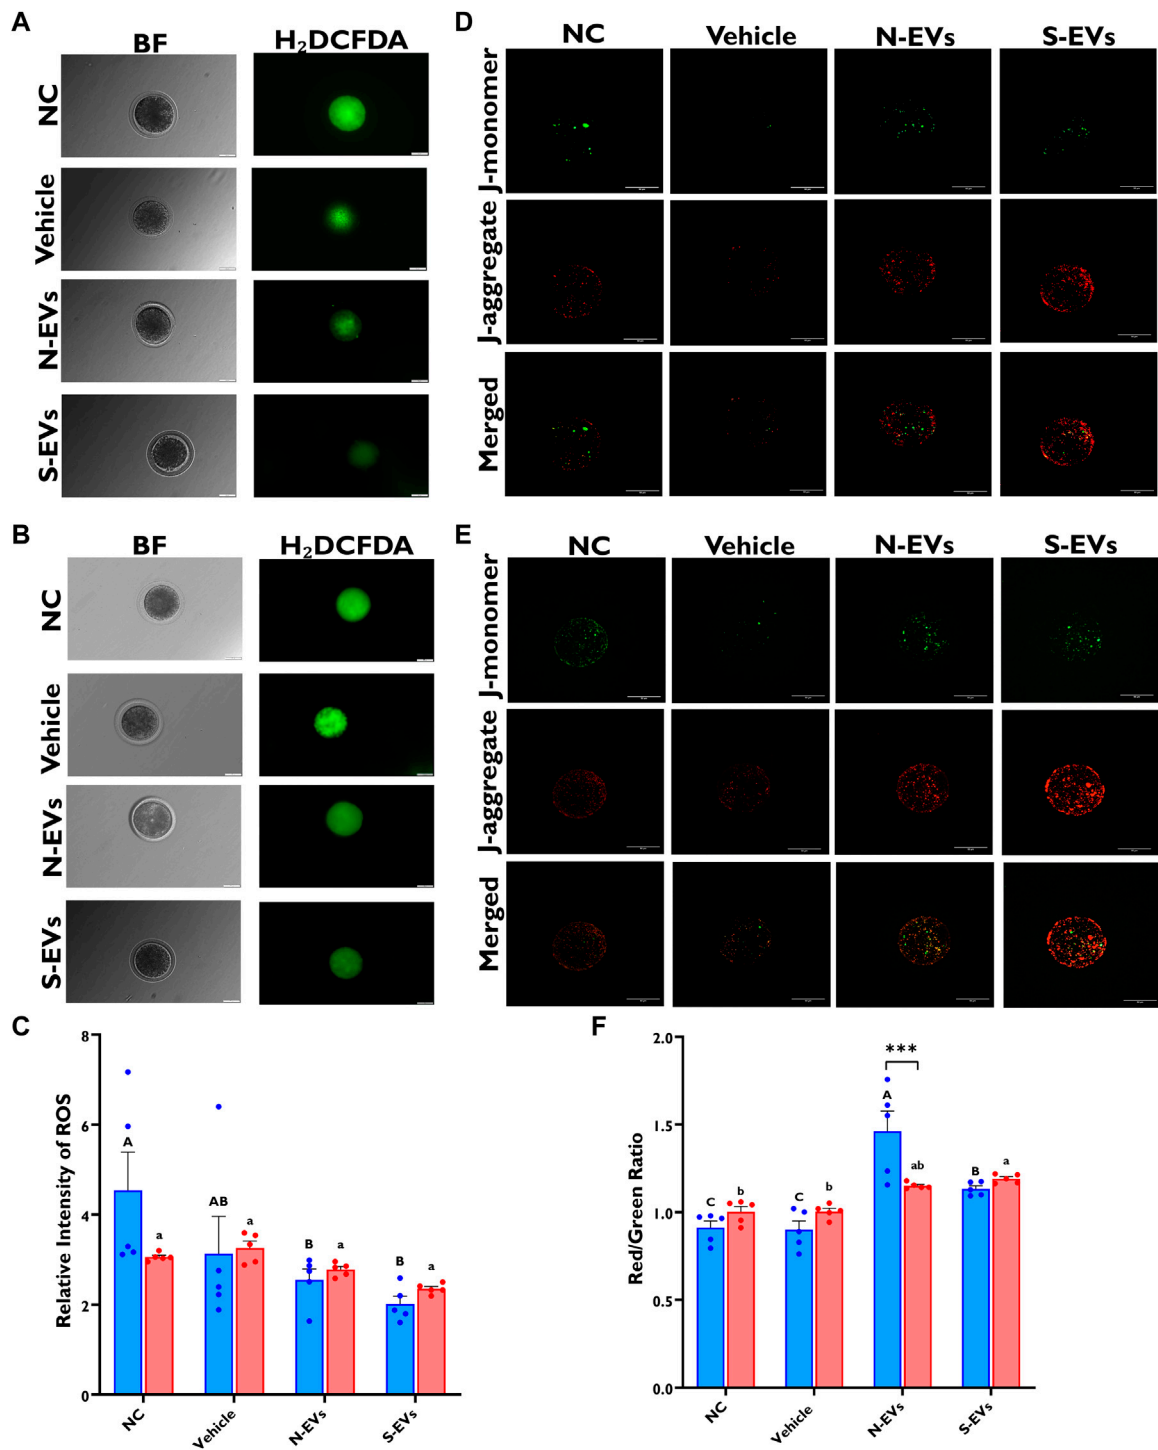 A
BF
H₂DCFDA
NC
Vehicle
N-EVs
S-EVs
D
NC
Vehicle
N-EVs
S-EVs
J-monomer
J-aggregate
Merged
B
BF
H₂DCFDA
NC
Vehicle
N-EVs
S-EVs
E
NC
Vehicle
N-EVs
S-EVs
J-monomer
J-aggregate
Merged
C
Relative Intensity of ROS
8
6
4
2
0
A
a
AB
a
B
a
B
a
NC
Vehicle
N-EVs
S-EVs
F
Red/Green Ratio
2.0
1.5
1.0
0.5
0.0
C
b
C
b
***
A
ab
B
a
NC
Vehicle
N-EVs
S-EVs